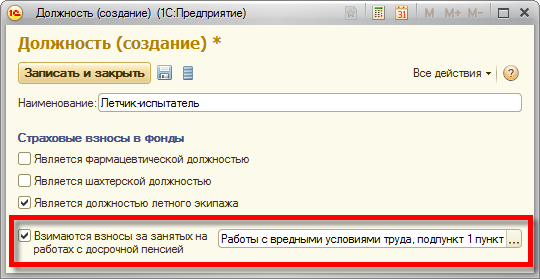 Должность (создание) (1С:Предприятие)
M M+ M-
Должность (создание) *
Записать и закрыть Все действия ?
Наименование: Летчик-испытатель
Страховые взносы в фонды
Является фармацевтической должностью
Является шахтерской должностью
Является должностью летного экипажа
Взимаются взносы за занятых на
работах с досрочной пенсией
Работы с вредными условиями труда, подпункт 1 пункт ...